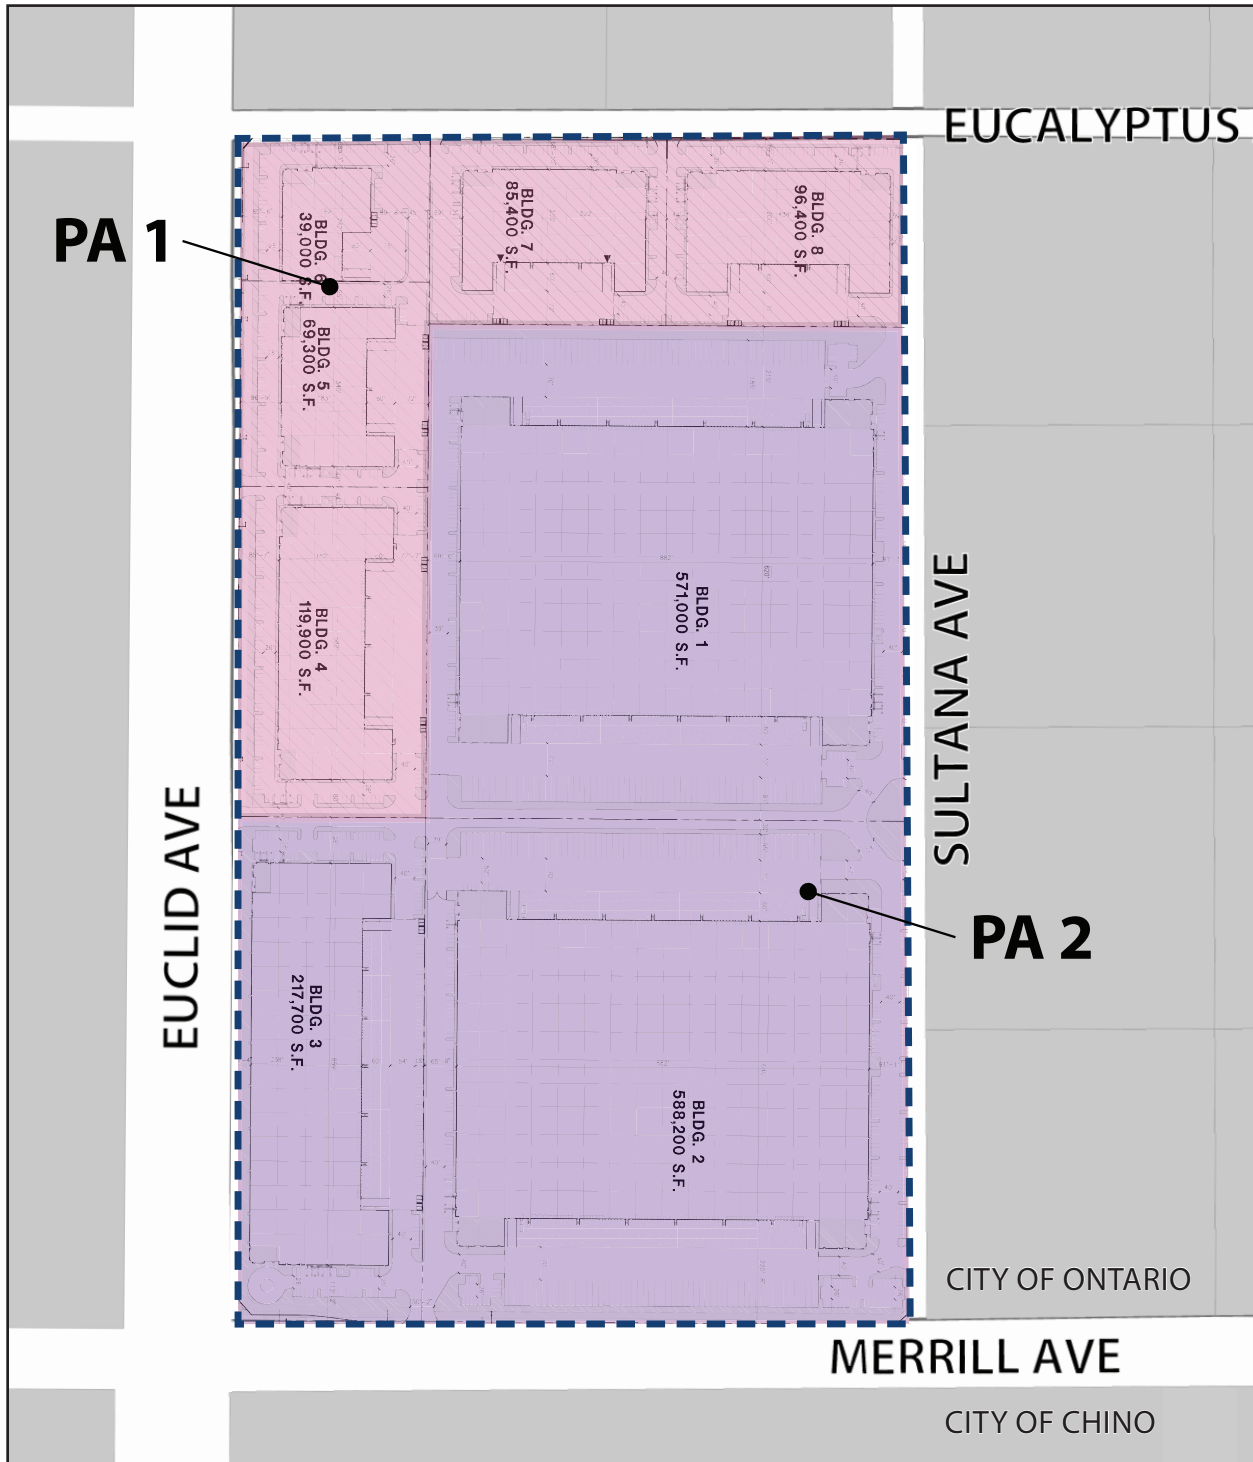 EUCALYPTUS
PA 1
BLDG. 6
39,000 S.F.
BLDG. 7
85,400 S.F.
BLDG. 8
96,400 S.F.
BLDG. 5
69,300 S.F.
BLDG. 4
119,900 S.F.
BLDG. 1
571,000 S.F.
SULTANA AVE
EUCLID AVE
PA 2
BLDG. 3
217,700 S.F.
BLDG. 2
588,200 S.F.
CITY OF ONTARIO
MERRILL AVE
CITY OF CHINO